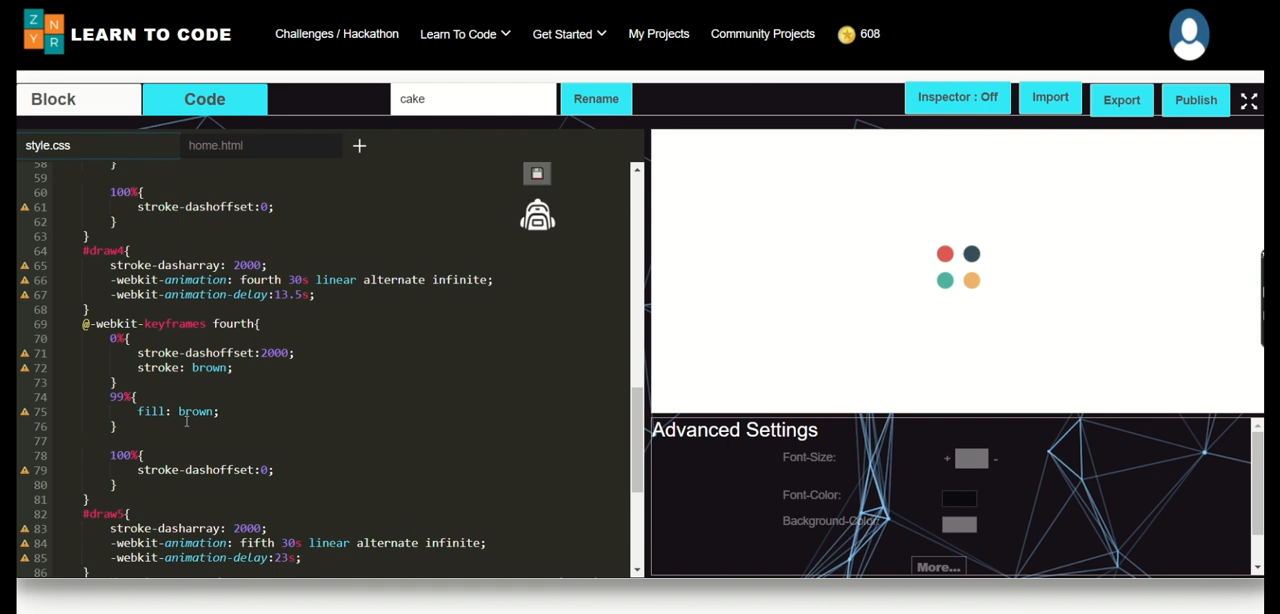 Z N
Y R
LEARN TO CODE
Challenges / Hackathon
Learn To Code
Get Started
My Projects
Community Projects
608
Block
Code
cake
Rename
Inspector : Off
Import
Export
Publish
style.css
home.html
+
58 }
59
60 100%{
61 stroke-dashoffset:0;
62 }
63 }
64 #draw4{
65 stroke-dasharray: 2000;
66 -webkit-animation: fourth 30s linear alternate infinite;
67 -webkit-animation-delay:13.5s;
68 }
69 @-webkit-keyframes fourth{
70 0%{
71 stroke-dashoffset:2000;
72 stroke: brown;
73 }
74 99%{
75 fill: brown;
76 }
77
78 100%{
79 stroke-dashoffset:0;
80 }
81 }
82 #draw5{
83 stroke-dasharray: 2000;
84 -webkit-animation: fifth 30s linear alternate infinite;
85 -webkit-animation-delay:23s;
86 }
Advanced Settings
Font-Size: + -
Font-Color:
Background-Color:
More...